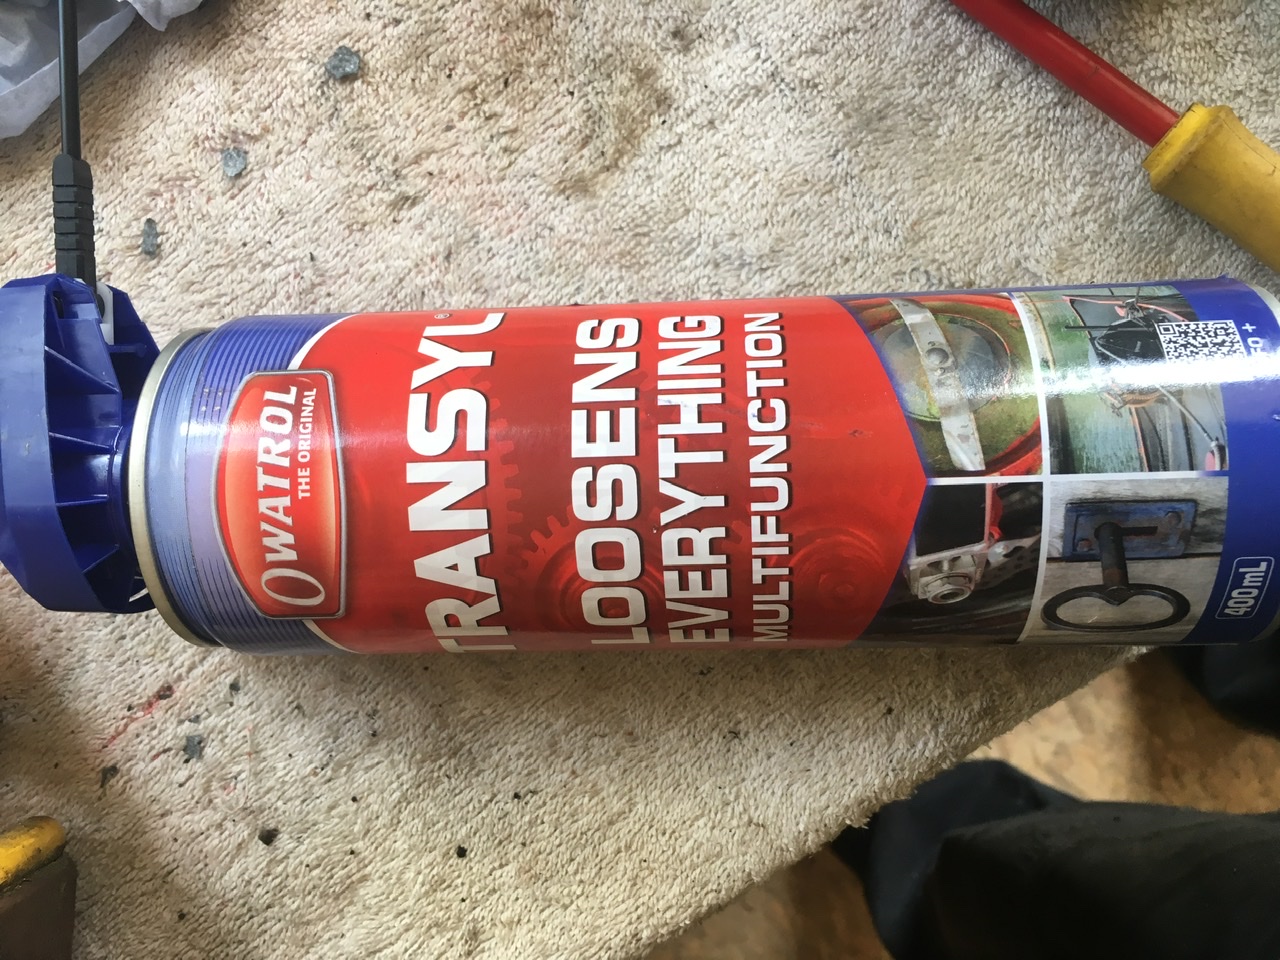 OWATROL
THE ORIGINAL
TRANSYL®
LOOSENS
EVERYTHING
MULTIFUNCTION
400mL